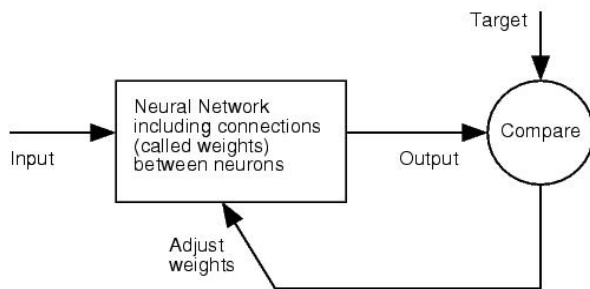 Target
Neural Network
including connections
(called weights)
between neurons
Compare
Input
Output
Adjust
weights